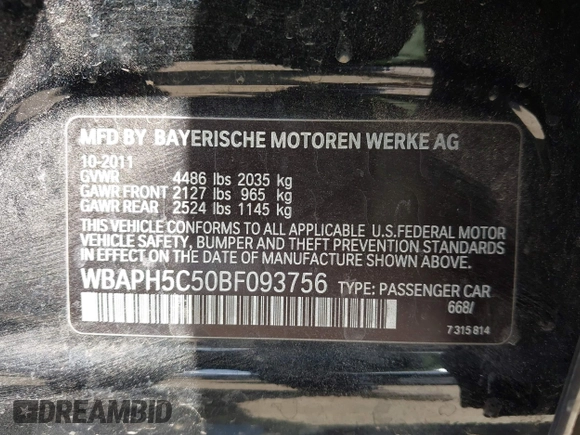 MFD BY BAYERISCHE MOTOREN WERKE AG
10-2011
GVWR 4486 lbs 2035 kg
GAWR FRONT 2127 lbs 965 kg
GAWR REAR 2524 lbs 1145 kg
THIS VEHICLE CONFORMS TO ALL APPLICABLE U.S.FEDERAL MOTOR
VEHICLE SAFETY, BUMPER AND THEFT PREVENTION STANDARDS
IN EFFECT ON THE DATE OF MANUFACTURE SHOWN ABOVE.
WBAPH5C50BF093756 TYPE: PASSENGER CAR
668/
7 315 814
DREAMBID